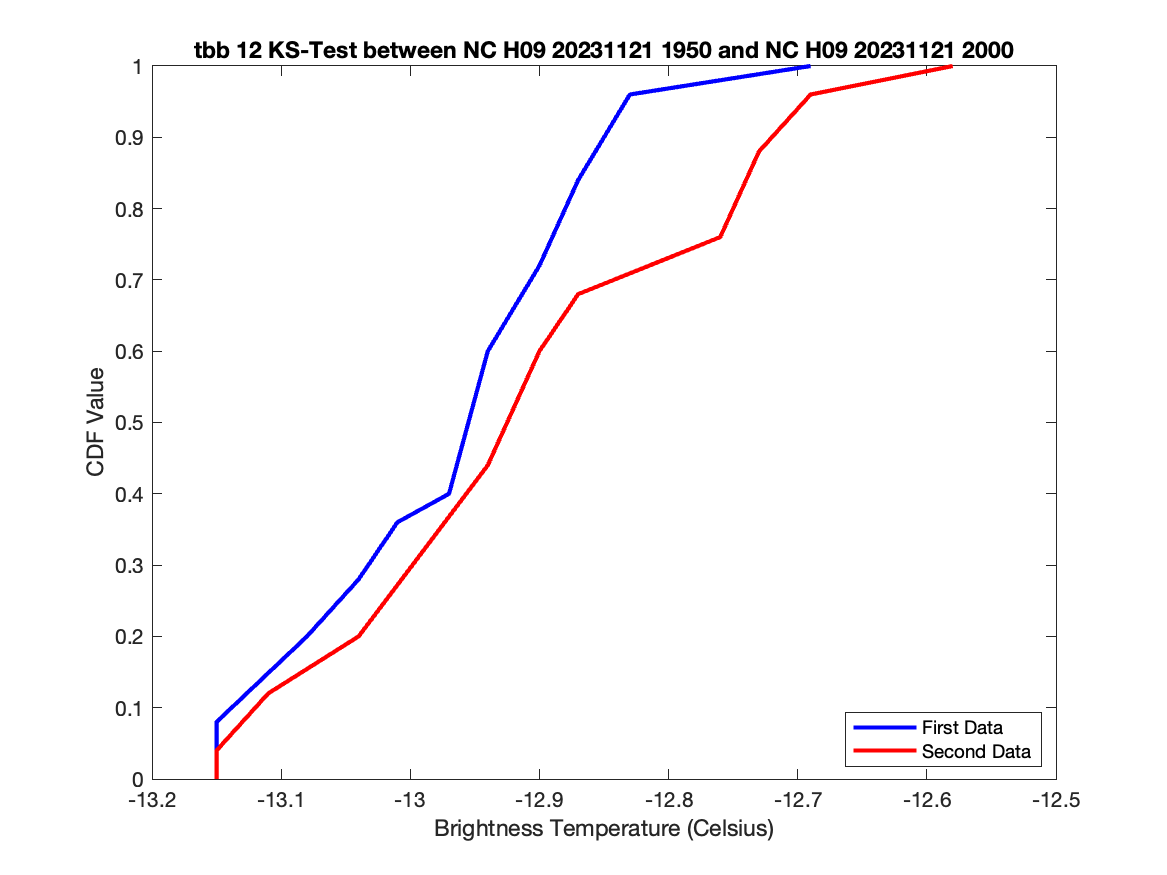 tbb 12 KS-Test between NC H09 20231121 1950 and NC H09 20231121 2000
1
0.9
0.8
0.7
0.6
0.5
0.4
0.3
0.2
0.1
0
CDF Value
First Data
Second Data
-13.2 -13.1 -13 -12.9 -12.8 -12.7 -12.6 -12.5
Brightness Temperature (Celsius)